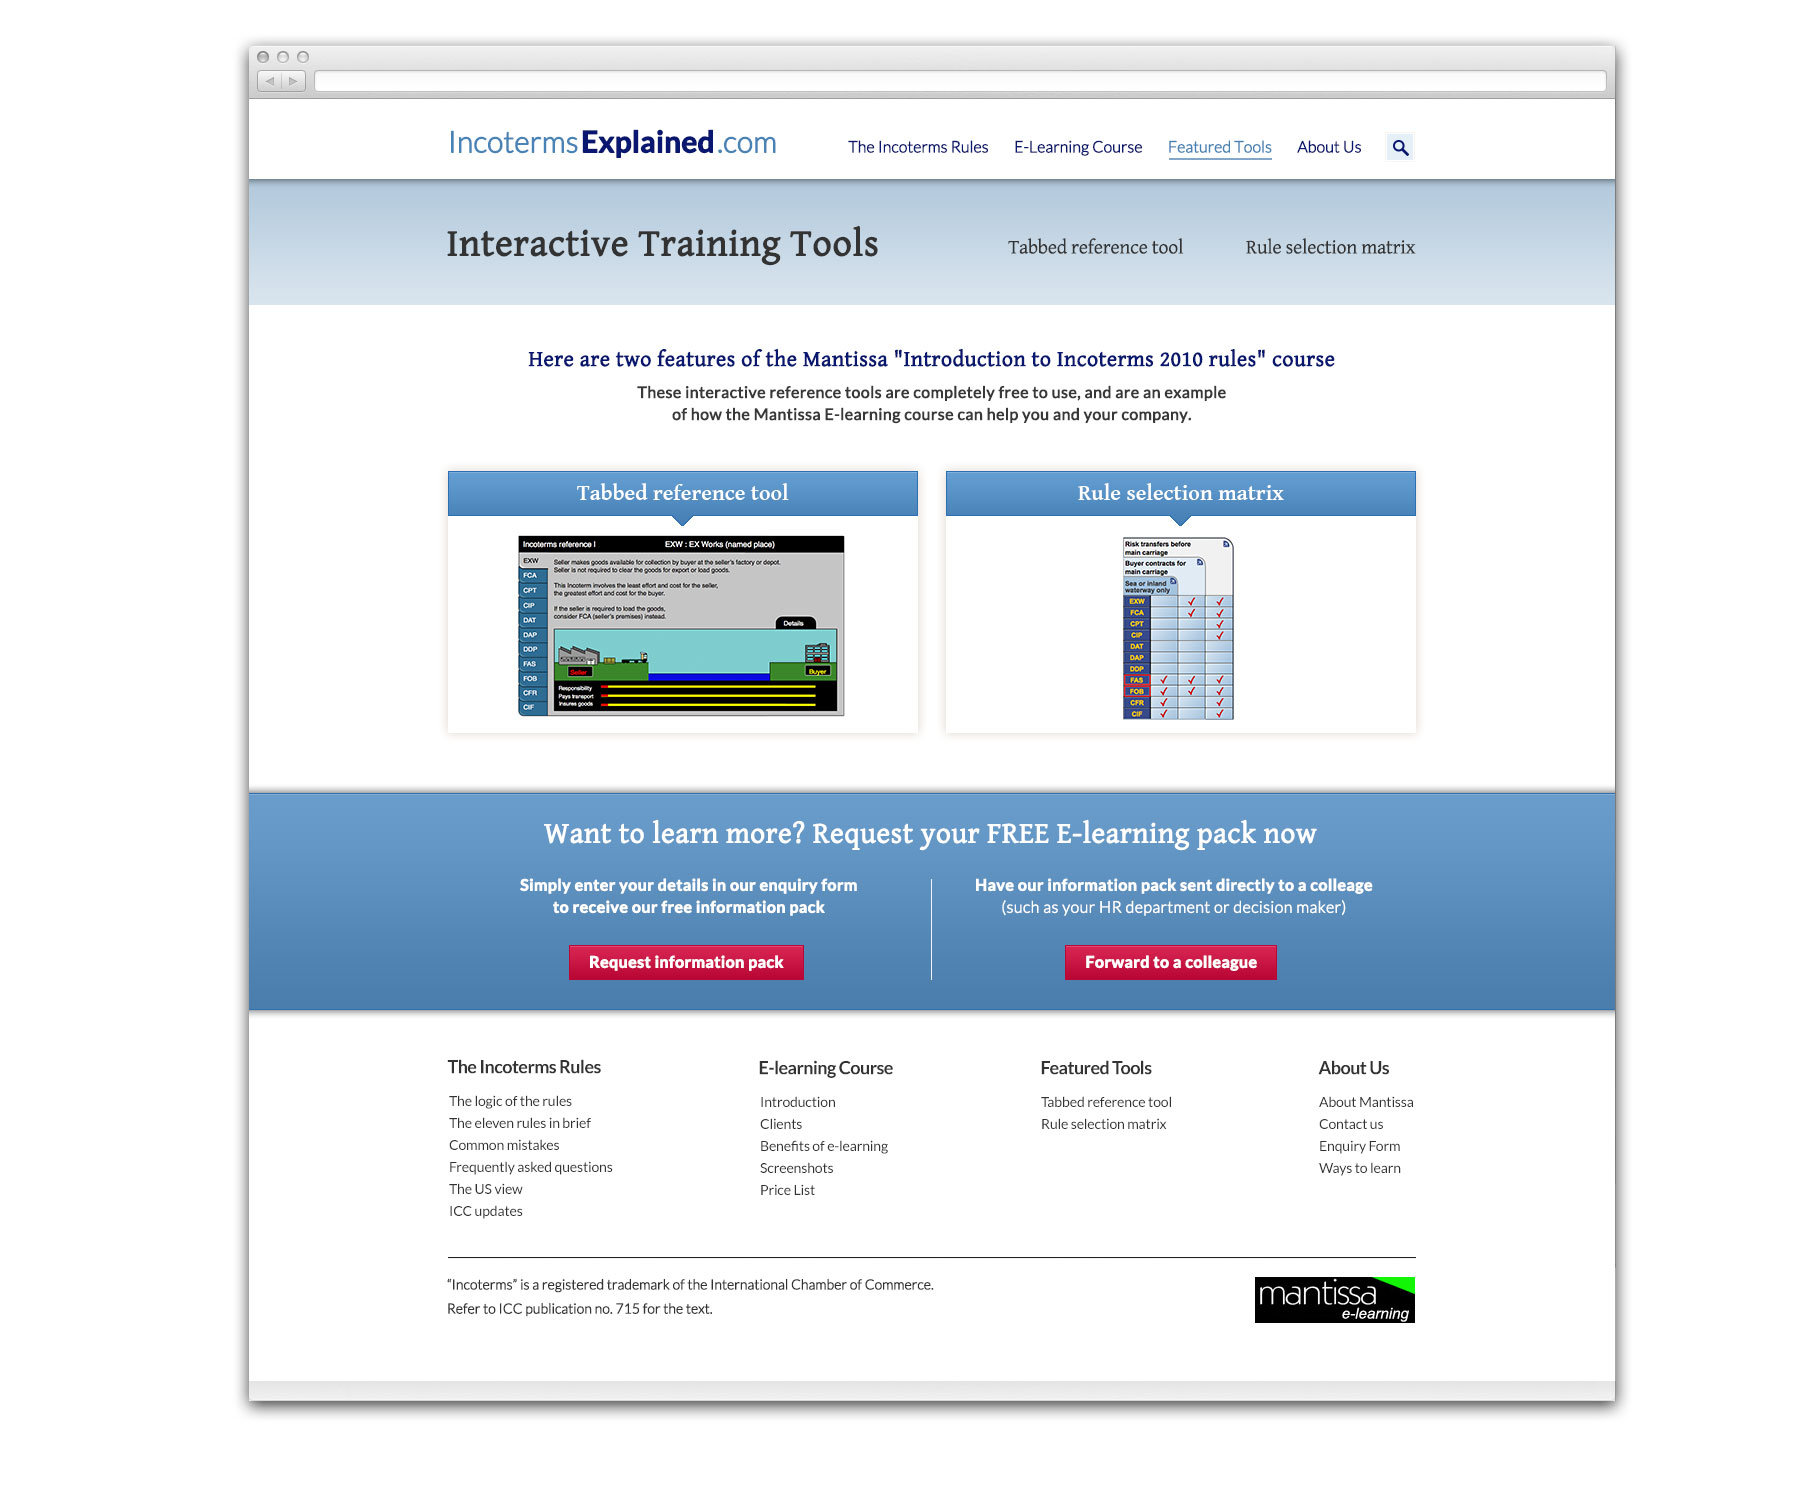 IncotermsExplained.com
The Incoterms Rules
E-Learning Course
Featured Tools
About Us
Interactive Training Tools
Tabbed reference tool
Rule selection matrix
Here are two features of the Mantissa "Introduction to Incoterms 2010 rules" course
These interactive reference tools are completely free to use, and are an example
of how the Mantissa E-learning course can help you and your company.
Tabbed reference tool
Incoterms reference I
EXW : EX Works (named place)
EXW
FCA
CPT
CIP
DAT
DAP
DDP
FAS
FOB
CFR
CIF
Seller makes goods available for collection by buyer at the seller's factory or depot.
Seller is not required to clear the goods for export or load goods.
This Incoterm involves the least effort and cost for the seller,
the greatest effort and cost for the buyer.
If the seller is required to load the goods,
consider FCA (seller's premises) instead.
Details
Seller
Buyer
Responsibility
Pays transport
Insures goods
Rule selection matrix
Risk transfers before
main carriage
Buyer contracts for
main carriage
Sea or inland
waterway only
EXW
FCA
CPT
CIP
DAT
DAP
DDP
FAS
FOB
CFR
CIF
Want to learn more? Request your FREE E-learning pack now
Simply enter your details in our enquiry form
to receive our free information pack
Request information pack
Have our information pack sent directly to a colleage
(such as your HR department or decision maker)
Forward to a colleague
The Incoterms Rules
The logic of the rules
The eleven rules in brief
Common mistakes
Frequently asked questions
The US view
ICC updates
E-learning Course
Introduction
Clients
Benefits of e-learning
Screenshots
Price List
Featured Tools
Tabbed reference tool
Rule selection matrix
About Us
About Mantissa
Contact us
Enquiry Form
Ways to learn
“Incoterms” is a registered trademark of the International Chamber of Commerce.
Refer to ICC publication no. 715 for the text.
mantissa
e-learning